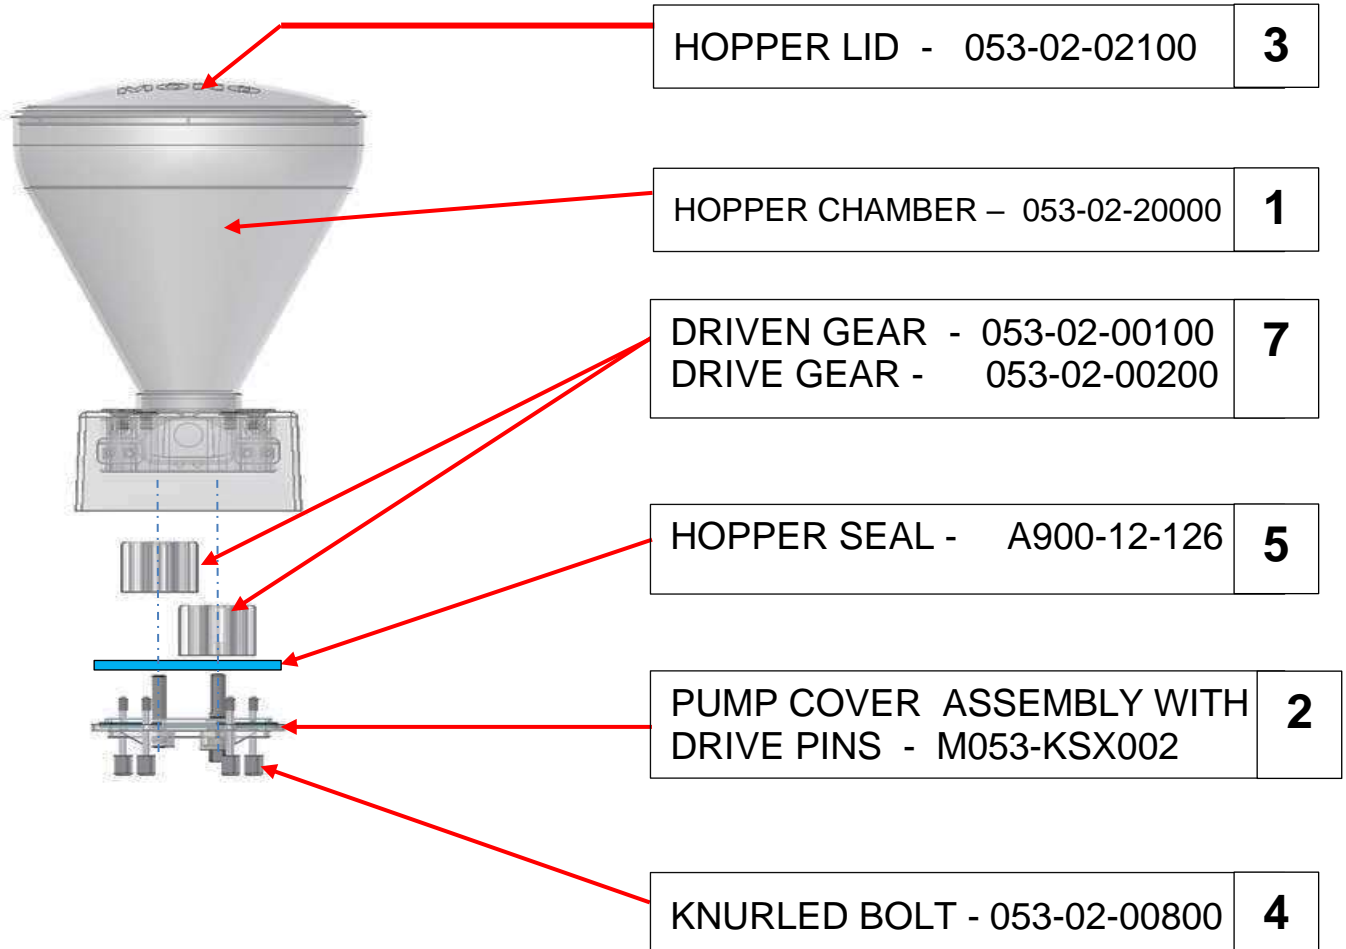 HOPPER LID - 053-02-02100 3
MONO
HOPPER CHAMBER – 053-02-20000 1
DRIVEN GEAR - 053-02-00100 7
DRIVE GEAR - 053-02-00200
HOPPER SEAL - A900-12-126 5
PUMP COVER ASSEMBLY WITH 2
DRIVE PINS - M053-KSX002
KNURLED BOLT - 053-02-00800 4